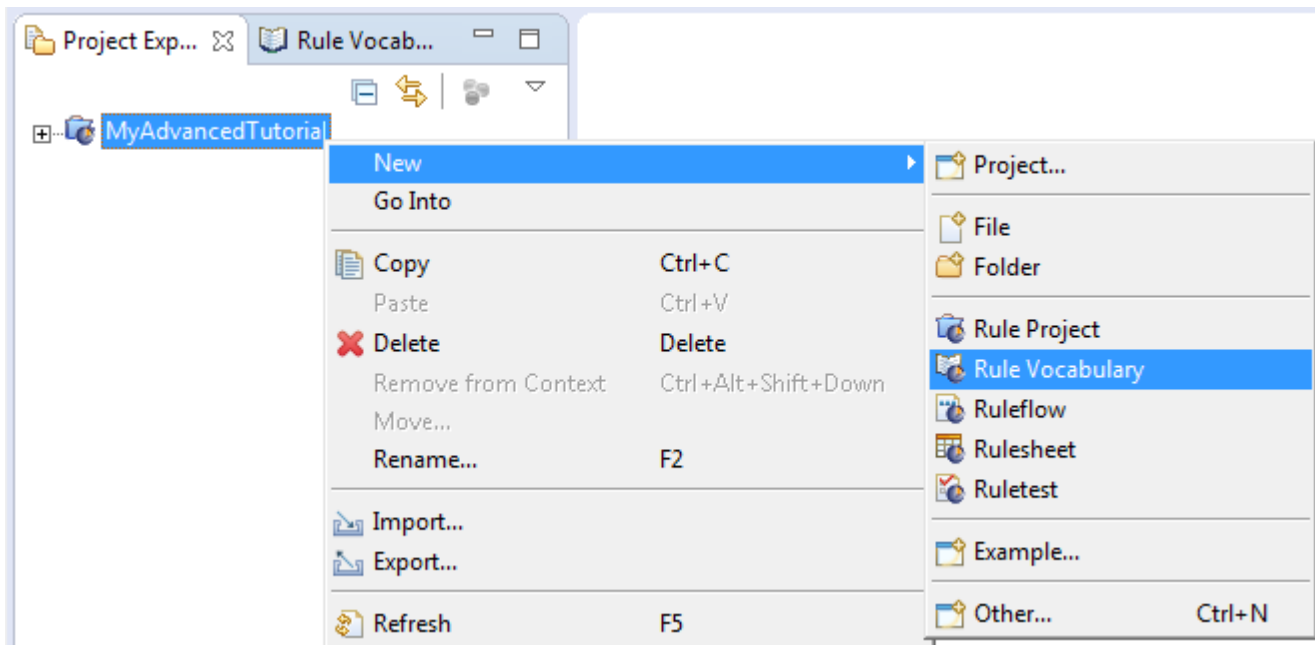 Project Exp...
Rule Vocab...
MyAdvancedTutorial
New
Go Into
Copy Ctrl+C
Paste Ctrl+V
Delete Delete
Remove from Context Ctrl+Alt+Shift+Down
Move...
Rename... F2
Import...
Export...
Refresh F5
Project...
File
Folder
Rule Project
Rule Vocabulary
Ruleflow
Rulesheet
Ruletest
Example...
Other... Ctrl+N